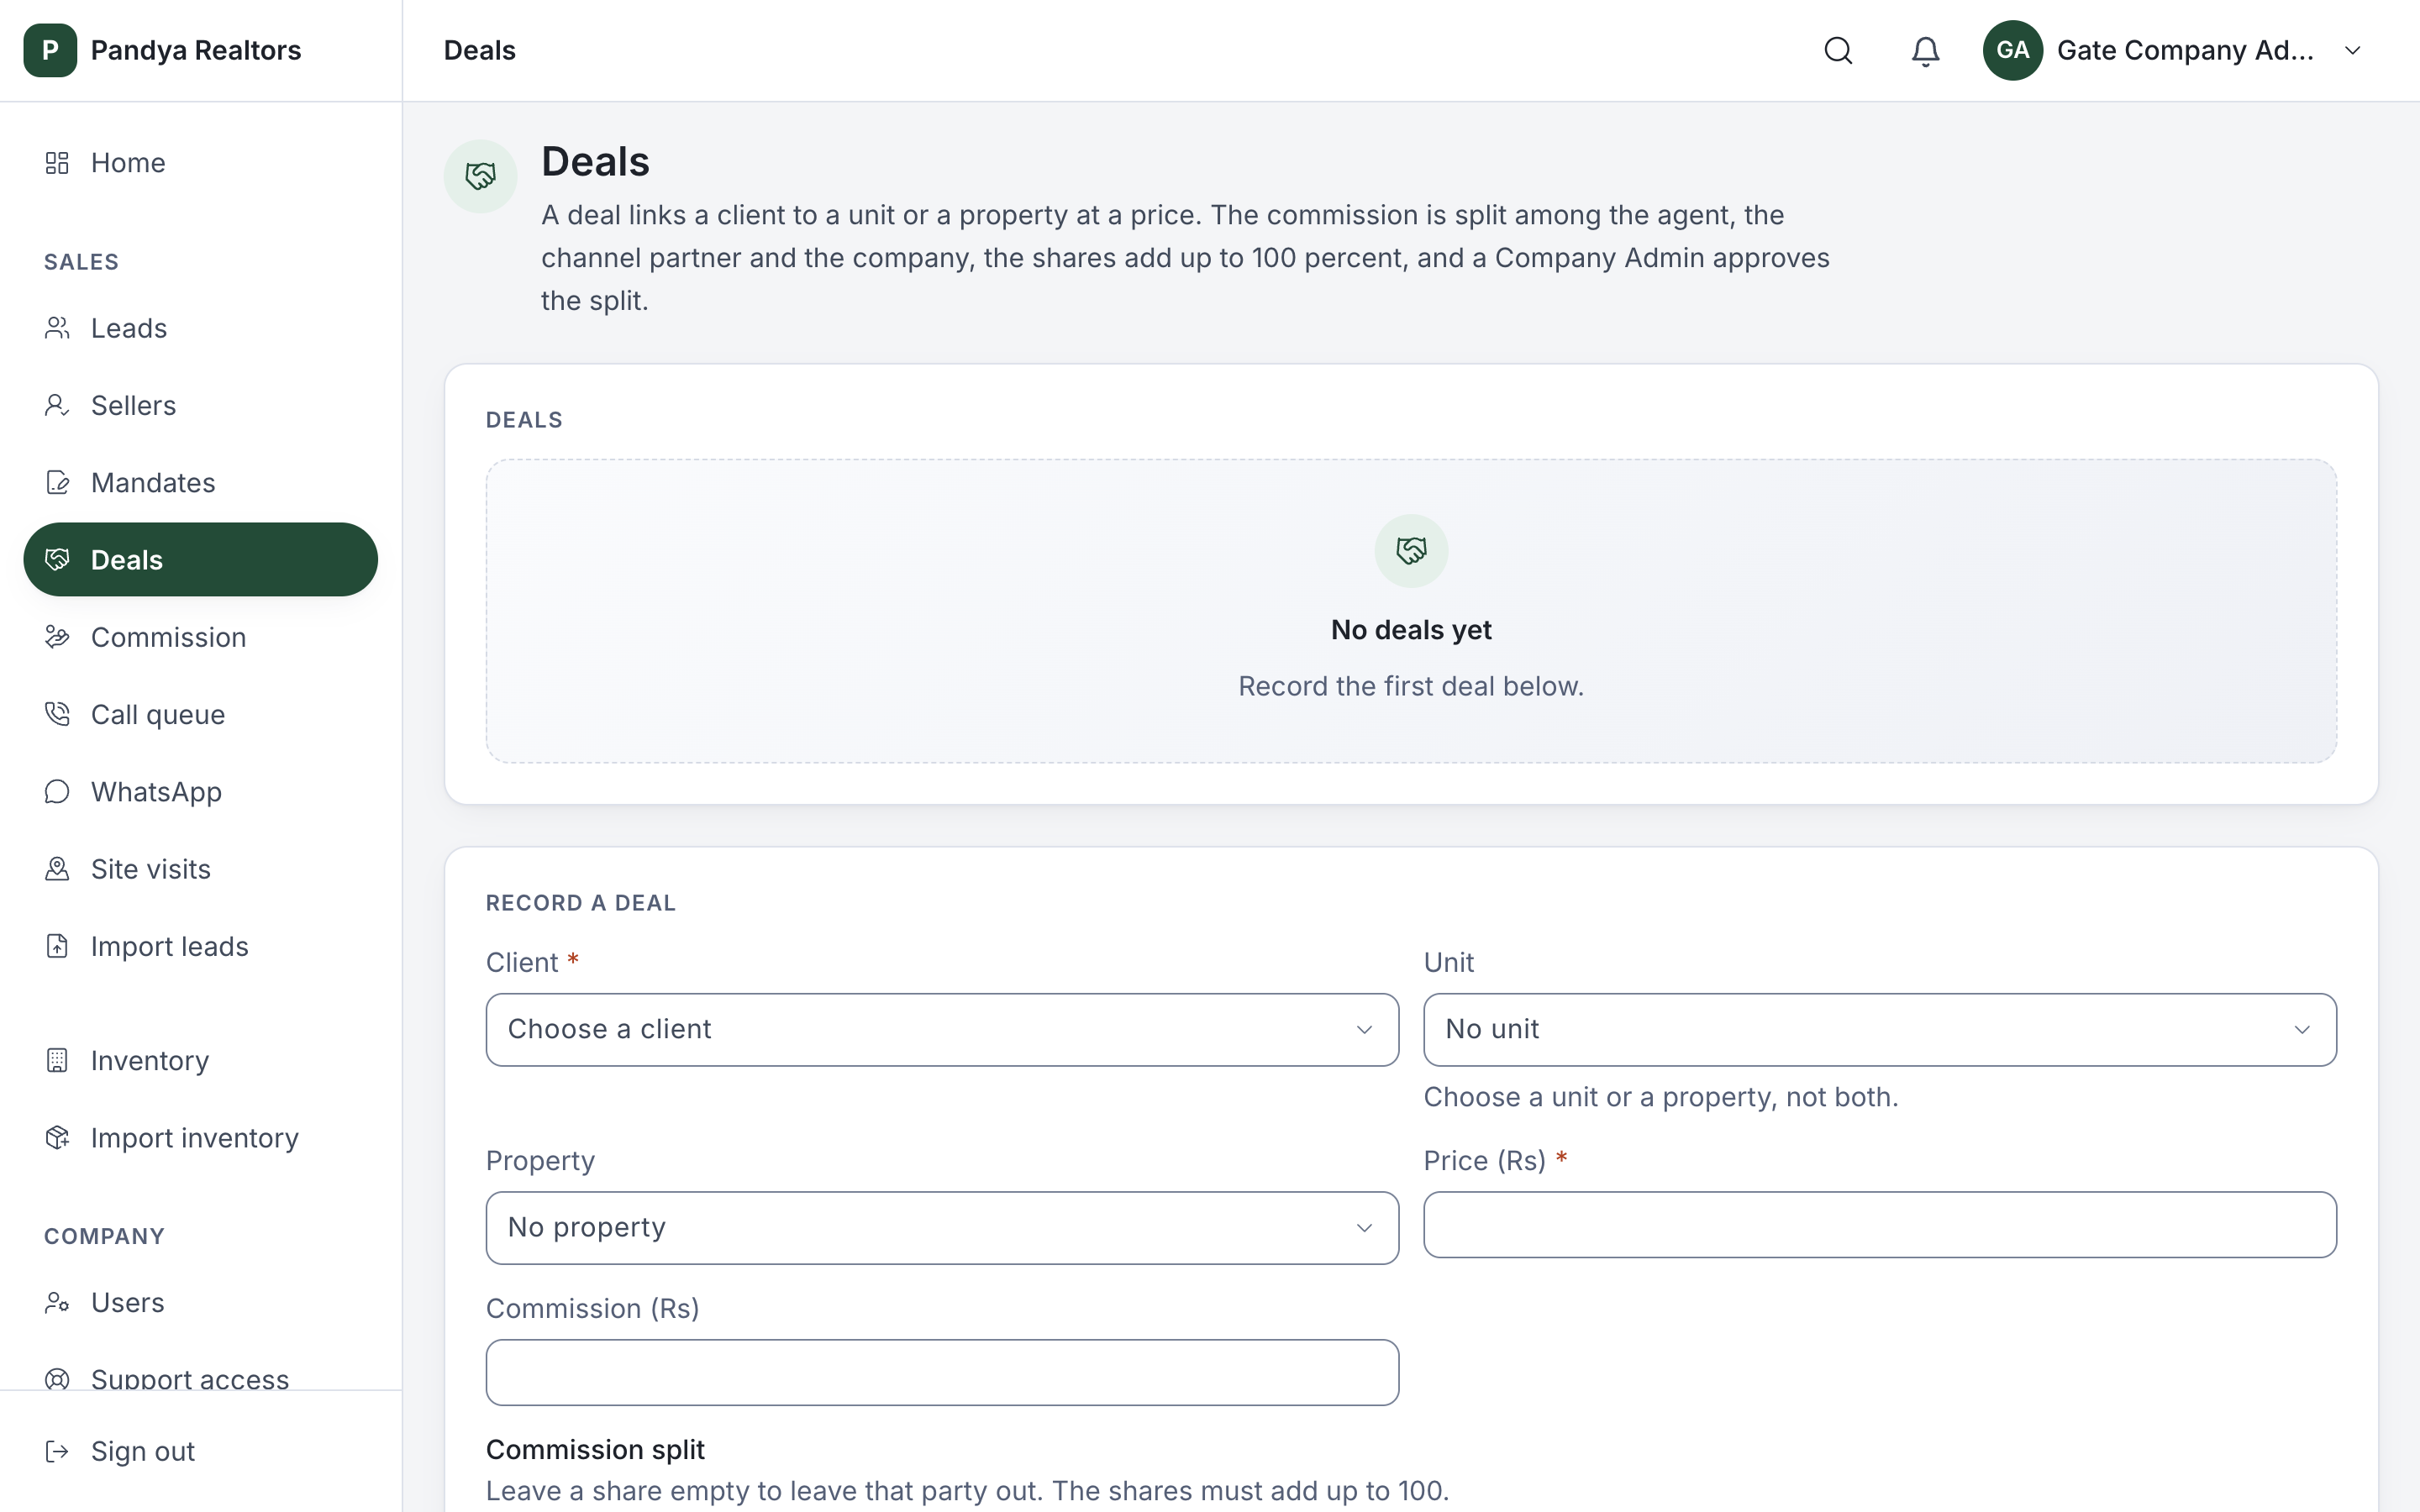 P Pandya Realtors
Deals
GA Gate Company Ad...
Home
SALES
Leads
Sellers
Mandates
Deals
Commission
Call queue
WhatsApp
Site visits
Import leads
Inventory
Import inventory
COMPANY
Users
Support access
Sign out
Deals
A deal links a client to a unit or a property at a price. The commission is split among the agent, the
channel partner and the company, the shares add up to 100 percent, and a Company Admin approves
the split.
DEALS
No deals yet
Record the first deal below.
RECORD A DEAL
Client *
Choose a client
Unit
No unit
Choose a unit or a property, not both.
Property
No property
Price (Rs) *
Commission (Rs)
Commission split
Leave a share empty to leave that party out. The shares must add up to 100.